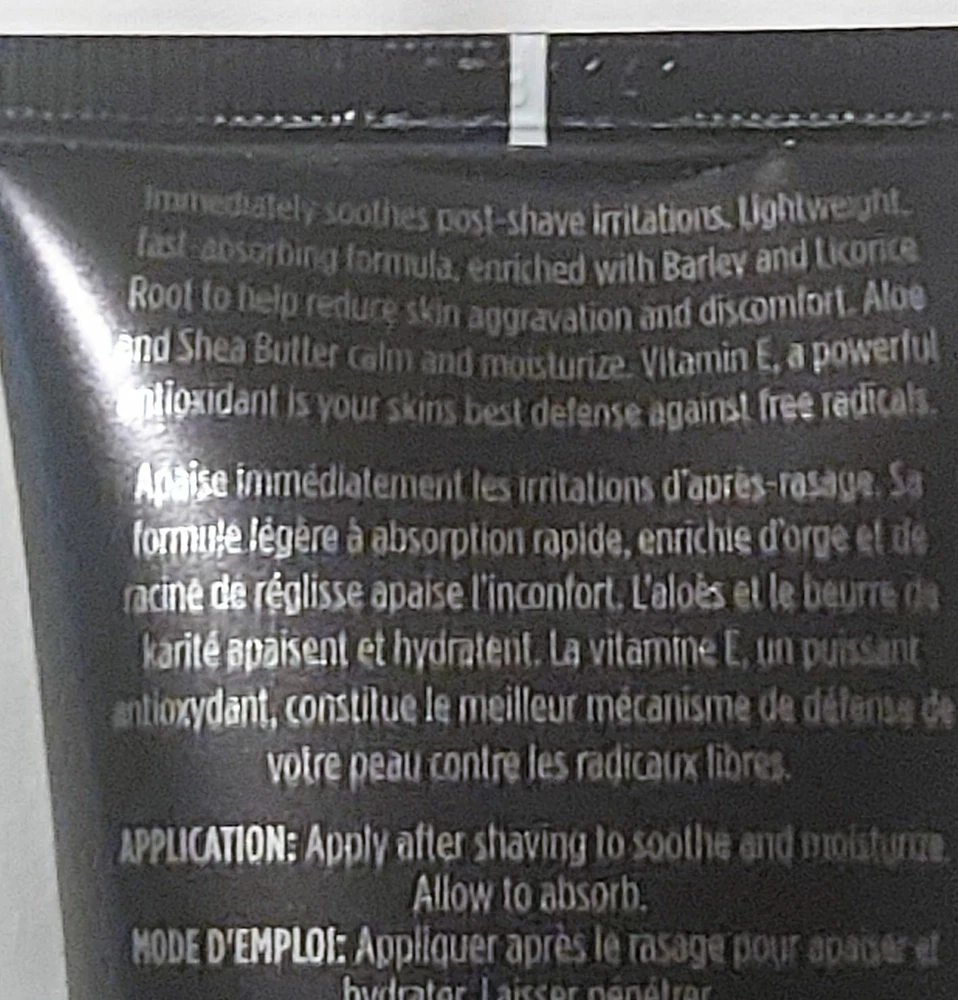 Immediately soothes post-shave irritations. Lightweight,
fast-absorbing formula, enriched with Barley and Licorice
Root to help reduce skin aggravation and discomfort. Aloe
and Shea Butter calm and moisturize. Vitamin E, a powerful
antioxidant is your skins best defense against free radicals.
Apaise immédiatement les irritations d'après-rasage. Sa
formule légère à absorption rapide, enrichie d'orge et de
racine de réglisse apaise l'inconfort. L'aloès et le beurre de
karité apaisent et hydratent. La vitamine E, un puissant
antioxydant, constitue le meilleur mécanisme de défense de
votre peau contre les radicaux libres.
APPLICATION: Apply after shaving to soothe and moisturize.
Allow to absorb.
MODE D'EMPLOI: Appliquer après le rasage pour apaiser et
hydrater. Laisser pénétrer.